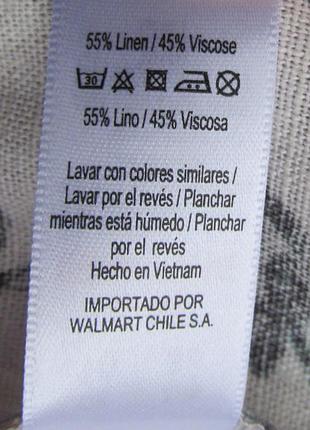 55% Linen / 45% Viscose
30
55% Lino / 45% Viscosa
Lavar con colores similares /
Lavar por el revés / Planchar
mientras está húmedo / Planchar
por el revés
Hecho en Vietnam
IMPORTADO POR
WALMART CHILE S.A.